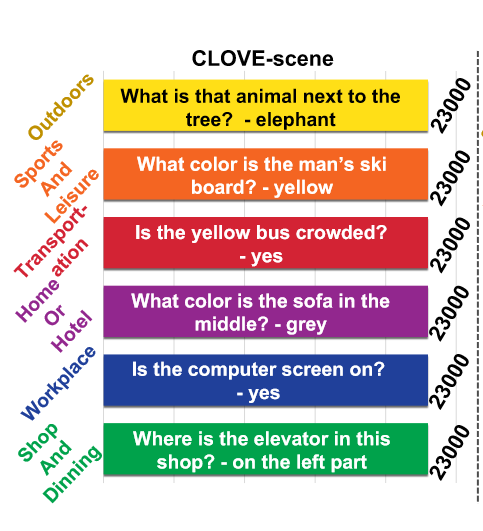 CLOVE-scene
Outdoors
What is that animal next to the
tree?  - elephant
23000
Sports
And
Leisure
What color is the man’s ski
board? - yellow
23000
Transport-
ation
Is the yellow bus crowded?
- yes
23000
Home
Or
Hotel
What color is the sofa in the
middle? - grey
23000
Workplace
Is the computer screen on?
- yes
23000
Shop
And
Dinning
Where is the elevator in this
shop? - on the left part
23000